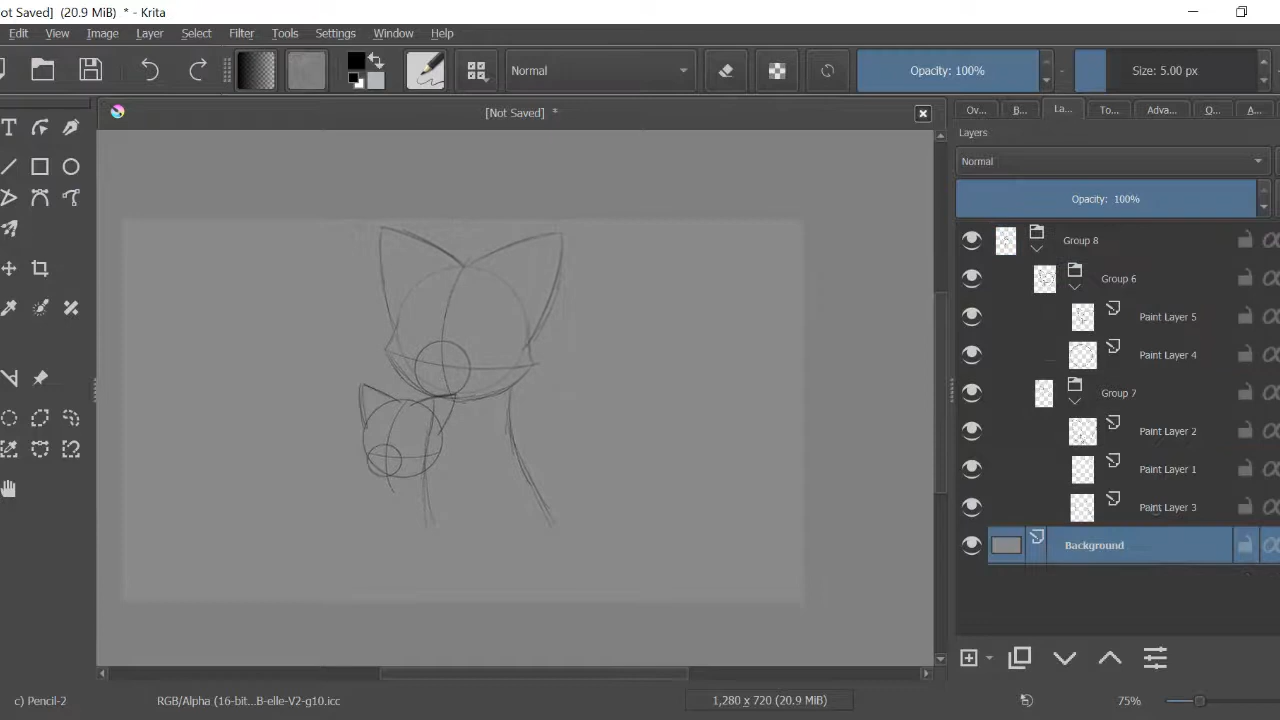 ot Saved] (20.9 MiB) * - Krita
Edit View Image Layer Select Filter Tools Settings Window Help
Normal Opacity: 100% Size: 5.00 px
[Not Saved] *
Ov... B... La... To... Adva... O... A...
Layers
Normal
Opacity: 100%
Group 8
Group 6
Paint Layer 5
Paint Layer 4
Group 7
Paint Layer 2
Paint Layer 1
Paint Layer 3
Background
c) Pencil-2 RGB/Alpha (16-bit...B-elle-V2-g10.icc 1,280 x 720 (20.9 MiB) 75%